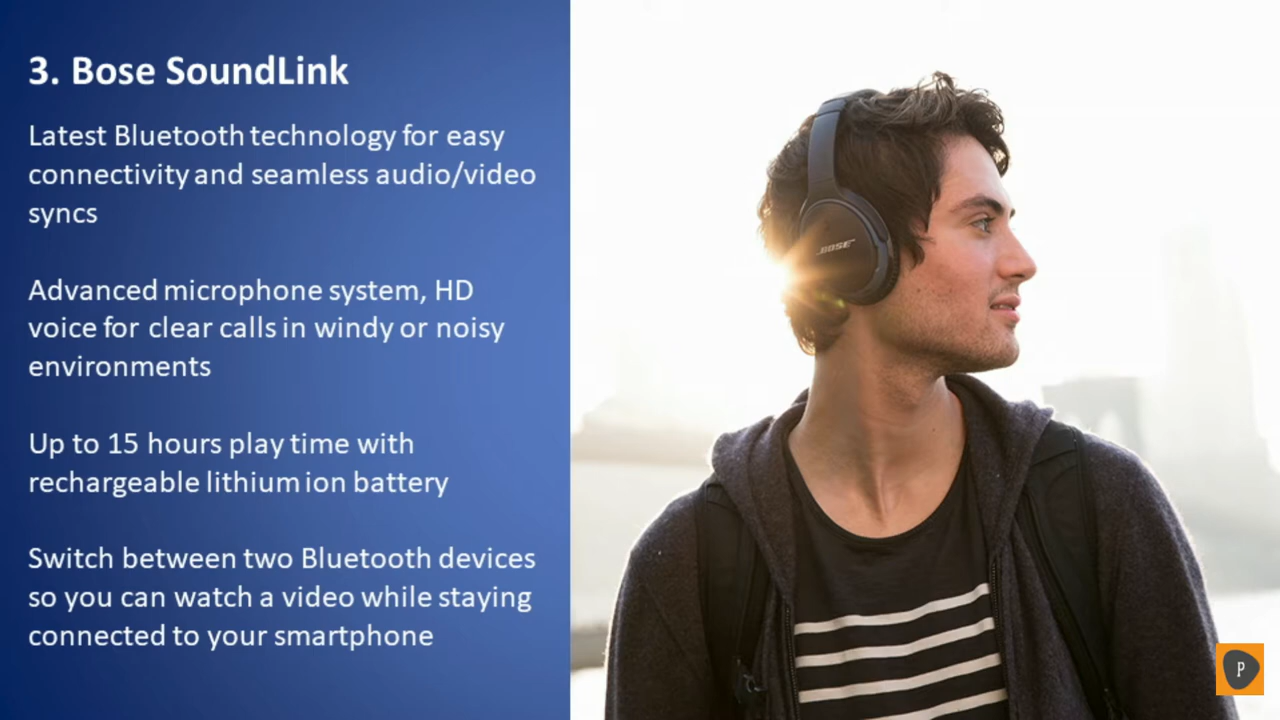 3. Bose SoundLink
Latest Bluetooth technology for easy
connectivity and seamless audio/video
syncs
Advanced microphone system, HD
voice for clear calls in windy or noisy
environments
Up to 15 hours play time with
rechargeable lithium ion battery
Switch between two Bluetooth devices
so you can watch a video while staying
connected to your smartphone
BOSE
P